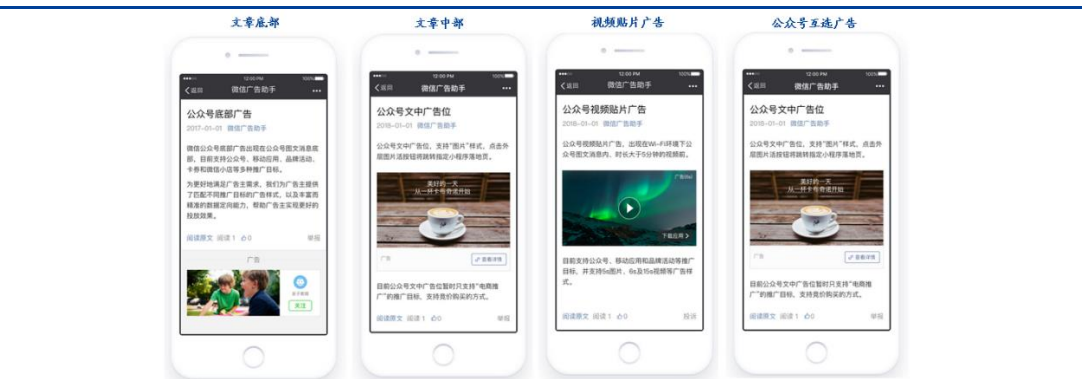 文章底部
文章中部
视频贴片广告
公众号互选广告
12:00 PM
100%
返回
微信广告助手
公众号底部广告
2017-01-01 微信广告助手
微信公众号底部广告出现在公众号图文消息底
部，目前支持公众号、移动应用、品牌活动、
卡券和微信小店等多种推广目标。
为更好地满足广告主需求，我们为广告主提供
了匹配不同推广目标的广告样式，以及丰富而
精准的数据定向能力，帮助广告主实现更好的
投放效果。
阅读原文 阅读 1 0
举报
广告
关注
12:00 PM
100%
返回
微信广告助手
公众号文中广告位
2018-01-01 微信广告助手
公众号文中广告位，支持“图片”样式，点击外
层图片活按钮将跳转指定小程序落地页。
美好的一天
从一杯卡布奇诺开始
广告
查看详情
目前公众号文中广告位暂时只支持“电商推
广”的推广目标，支持竞价购买的方式。
阅读原文 阅读 1 0
举报
12:00 PM
100%
返回
微信广告助手
公众号视频贴片广告
2018-01-01 微信广告助手
公众号视频贴片广告，出现在Wi-Fi环境下公
众号图文消息内，时长大于5分钟的视频前。
下载应用
目前支持公众号、移动应用和品牌活动等推广
目标，并支持5s图片，6s及15s视频等广告样
式。
阅读原文 阅读 1 0
投诉
12:00 PM
100%
返回
微信广告助手
公众号文中广告位
2018-01-01 微信广告助手
公众号文中广告位，支持“图片”样式，点击外
层图片活按钮将跳转指定小程序落地页。
美好的一天
从一杯卡布奇诺开始
广告
查看详情
目前公众号文中广告位暂时只支持“电商推
广”的推广目标，支持竞价购买的方式。
阅读原文 阅读 1 0
举报